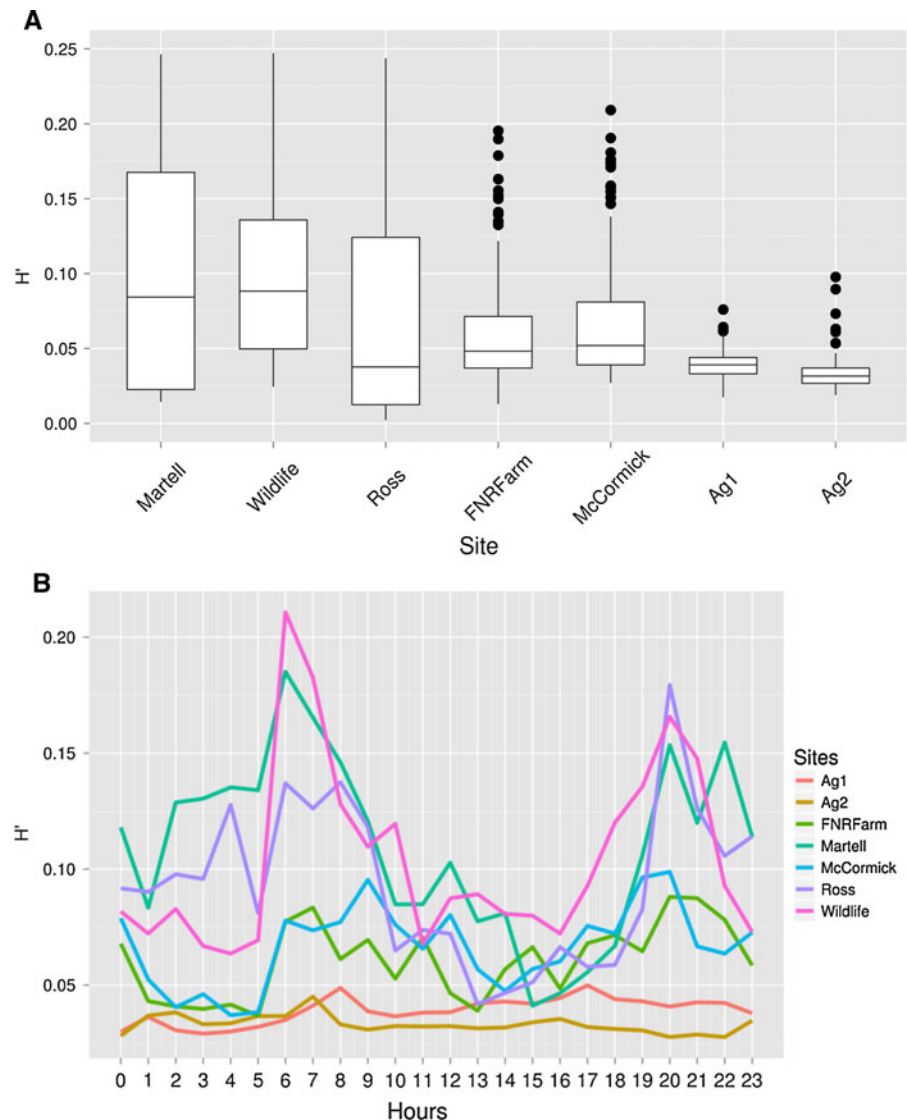 A
0.25
0.20
0.15
0.10
0.05
0.00
H'
Martell
Wildlife
Ross
FNRFarm
McCormick
Ag1
Ag2
Site
B
0.20
0.15
0.10
0.05
H'
0 1 2 3 4 5 6 7 8 9 10 11 12 13 14 15 16 17 18 19 20 21 22 23
Hours
Sites
Ag1
Ag2
FNRFarm
Martell
McCormick
Ross
Wildlife